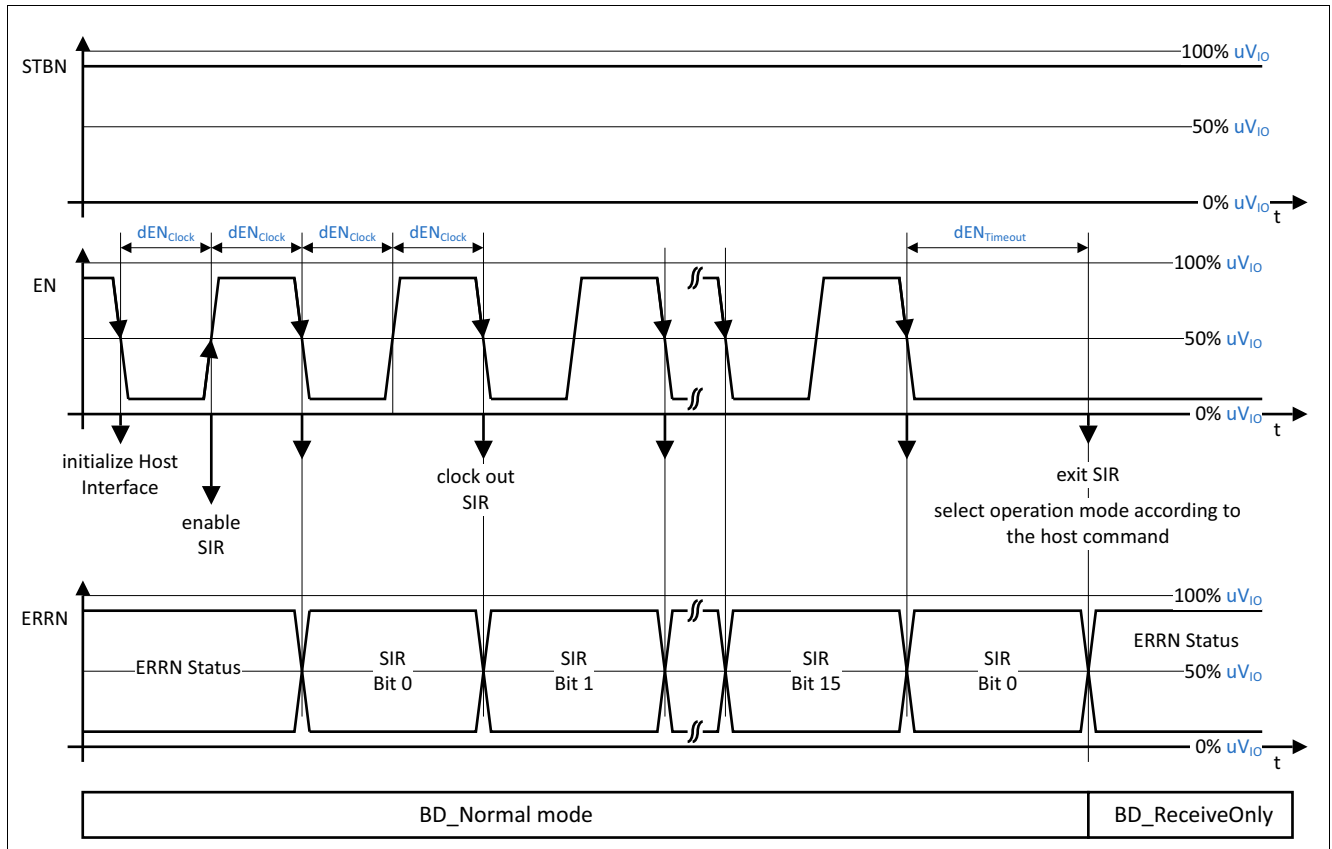 100% uVIO
STBN
50% uVIO
0% uVIO
t
dENClock dENClock dENClock dENClock dENTimeout
100% uVIO
EN
50% uVIO
0% uVIO
t
initialize Host
Interface
enable
SIR
clock out
SIR
exit SIR
select operation mode according to
the host command
100% uVIO
ERRN
ERRN Status
SIR
Bit 0
SIR
Bit 1
SIR
Bit 15
SIR
Bit 0
ERRN Status
50% uVIO
0% uVIO
t
BD_Normal mode
BD_ReceiveOnly